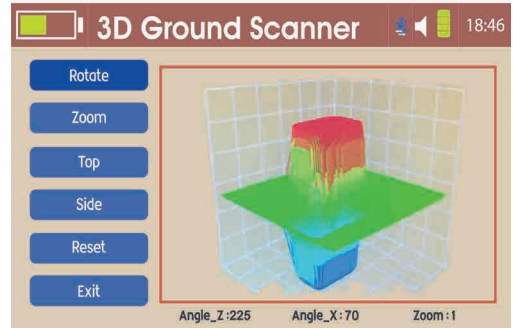 3D Ground Scanner
18:46
Rotate
Zoom
Top
Side
Reset
Exit
Angle_Z:225 Angle_X:70 Zoom:1